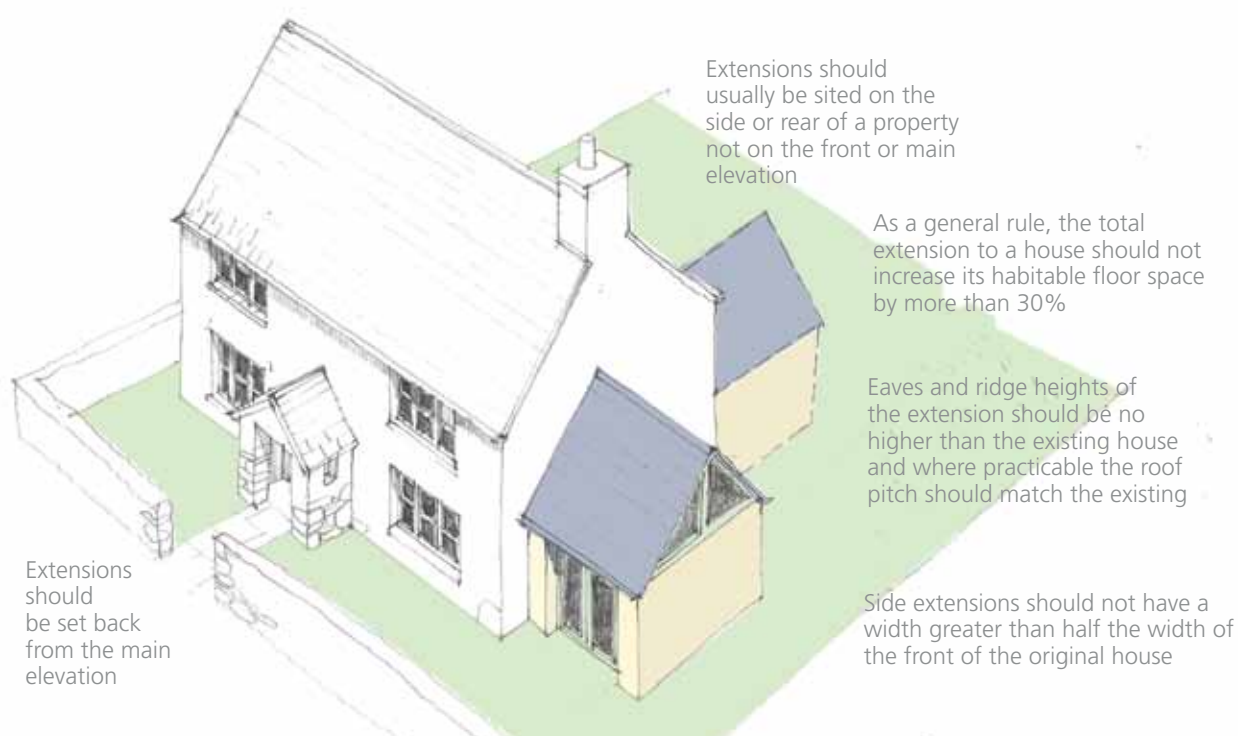 Extensions should
usually be sited on the
side or rear of a property
not on the front or main
elevation
As a general rule, the total
extension to a house should not
increase its habitable floor space
by more than 30%
Eaves and ridge heights of
the extension should be no
higher than the existing house
and where practicable the roof
pitch should match the existing
Extensions
should
be set back
from the main
elevation
Side extensions should not have a
width greater than half the width of
the front of the original house